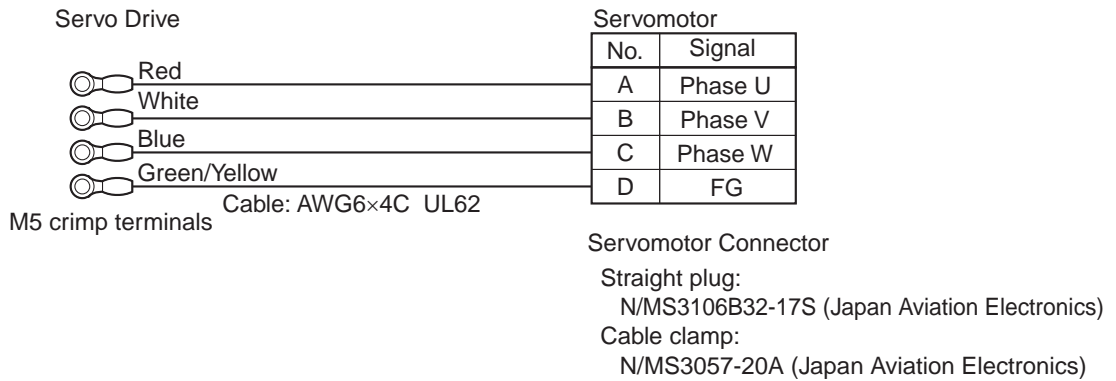 Servo Drive
Servomotor
No. Signal
Red
A Phase U
White
B Phase V
Blue
C Phase W
Green/Yellow
D FG
Cable: AWG6×4C UL62
M5 crimp terminals
Servomotor Connector
Straight plug:
N/MS3106B32-17S (Japan Aviation Electronics)
Cable clamp:
N/MS3057-20A (Japan Aviation Electronics)